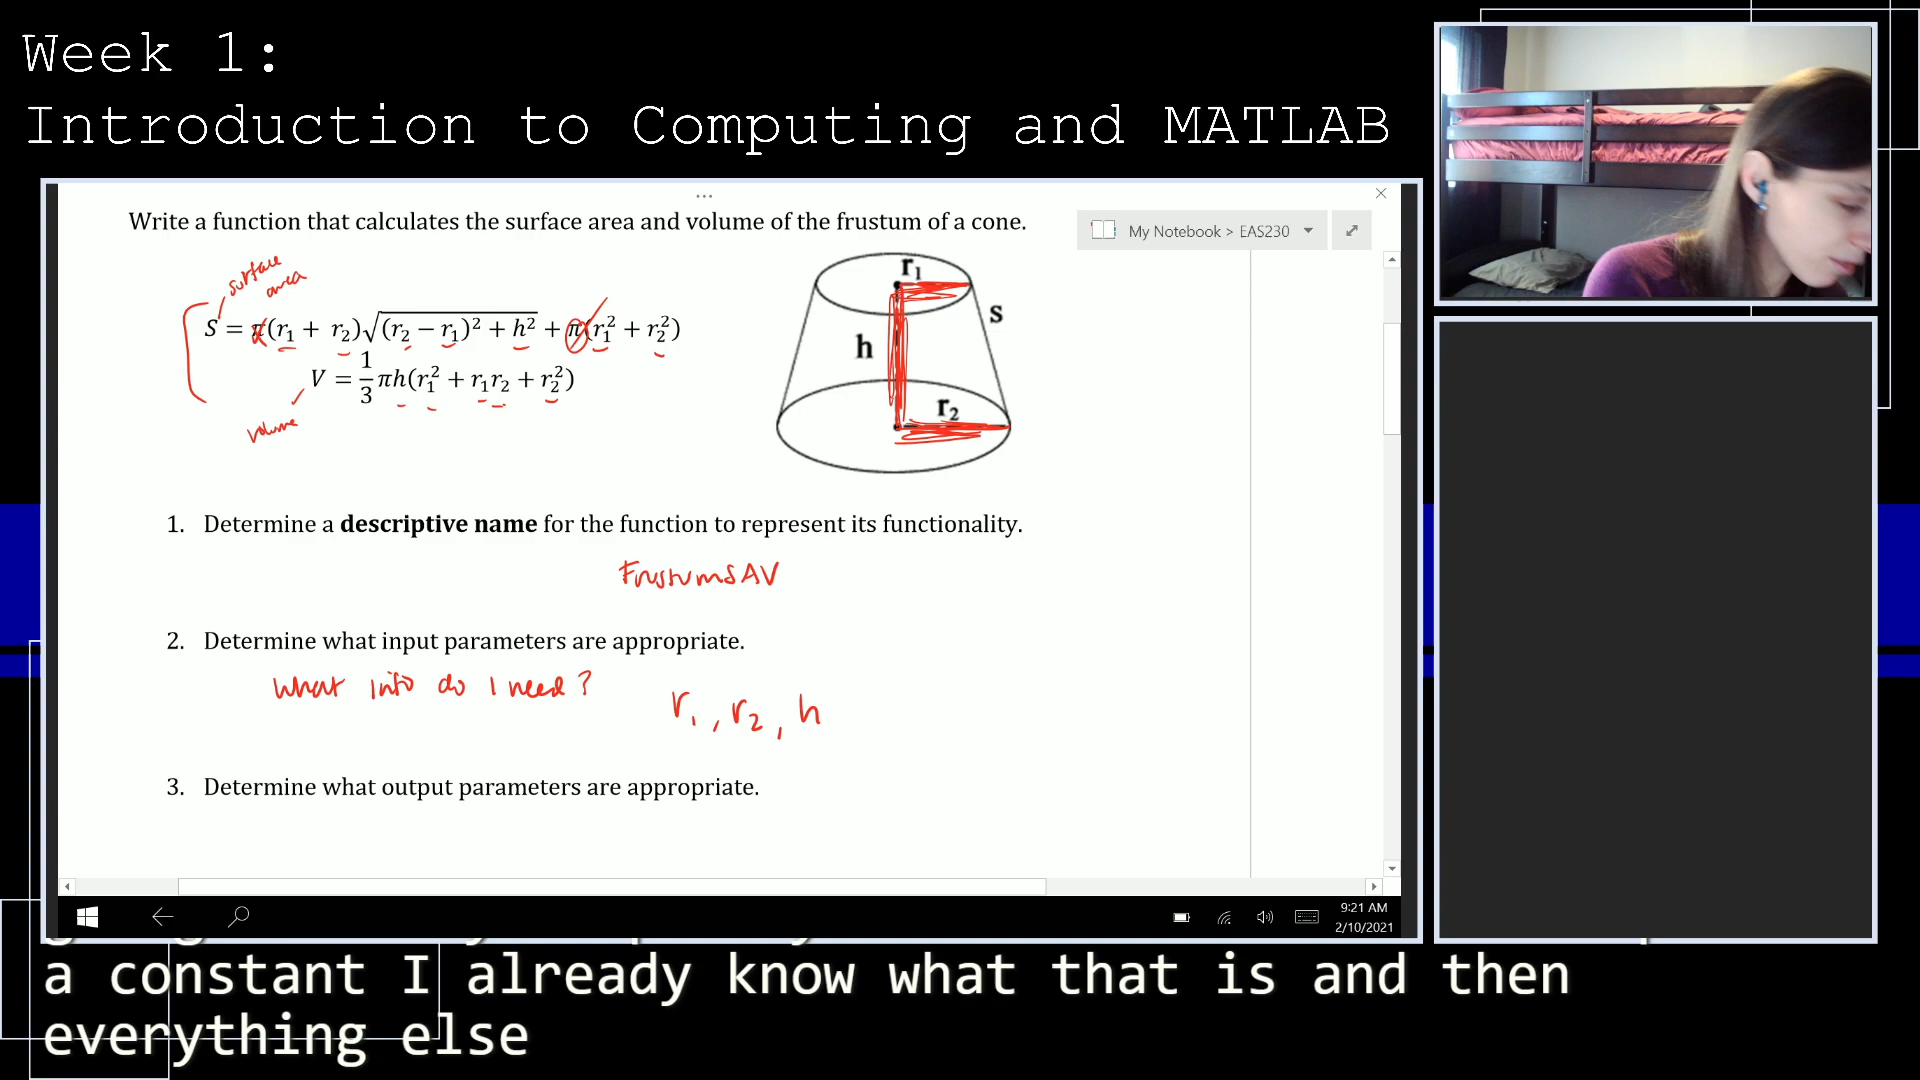 Week 1:
Introduction to Computing and MATLAB
...
Write a function that calculates the surface area and volume of the frustum of a cone.
My Notebook > EAS230
surface
area
S = π(r₁ + r₂)√(r₂ − r₁)² + h² + π(r₁² + r₂²)
V = 1/3 πh(r₁² + r₁r₂ + r₂²)
volume
r₁
s
h
r₂
1. Determine a descriptive name for the function to represent its functionality.
FrustumSAV
2. Determine what input parameters are appropriate.
What info do I need?
r₁, r₂, h
3. Determine what output parameters are appropriate.
9:21 AM
2/10/2021
a constant I already know what that is and then
everything else